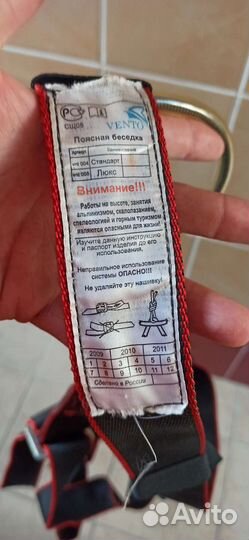 РС
СЩ09
VENTO
Поясная беседка
Артикул
Стандарт
Люкс
Внимание!!!
Работы на высоте, занятия
альпинизмом, скалолазанием,
спелеологией и горным туризмом
являются опасными для жизни!
Изучите данную инструкцию
и паспорт изделия до его
использования.
Неправильное использование
системы ОПАСНО!!!
Не удаляйте эту нашивку!
2009 2010 2011
1 2 3 4 5 6
7 8 9 10 11 12
Сделано в России
Avito